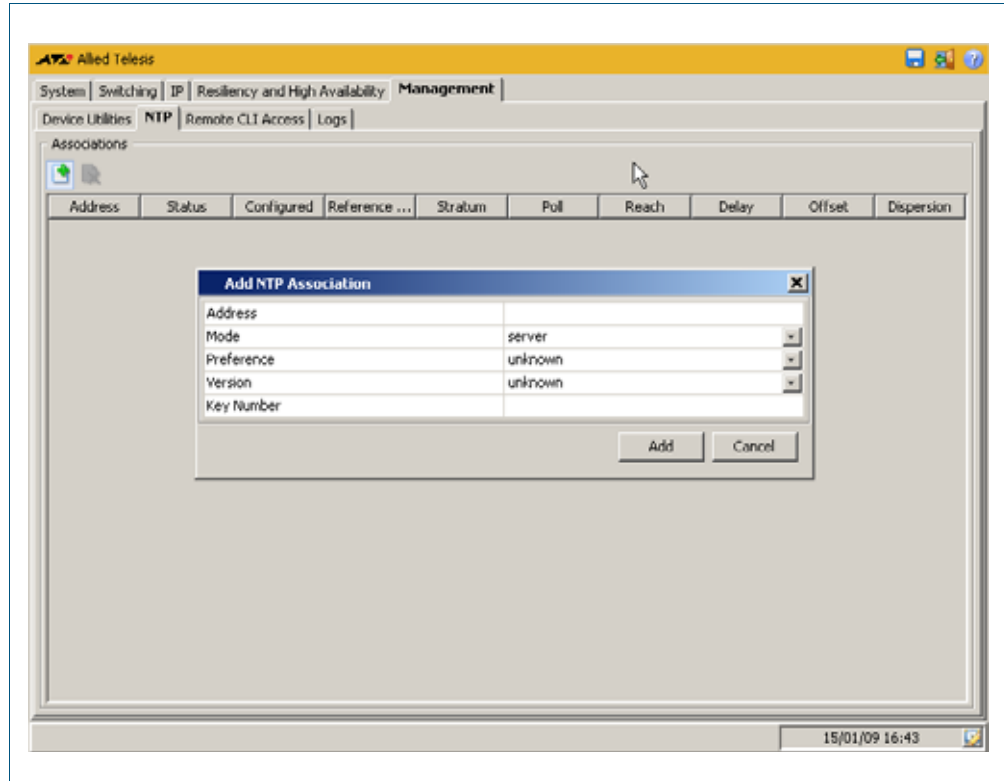 Allied Telesis
System Switching IP Resiliency and High Availability Management
Device Utilities NTP Remote CLI Access Logs
Associations
Address Status Configured Reference ... Stratum Poll Reach Delay Offset Dispersion
Add NTP Association
Address
Mode server
Preference unknown
Version unknown
Key Number
Add Cancel
15/01/09 16:43